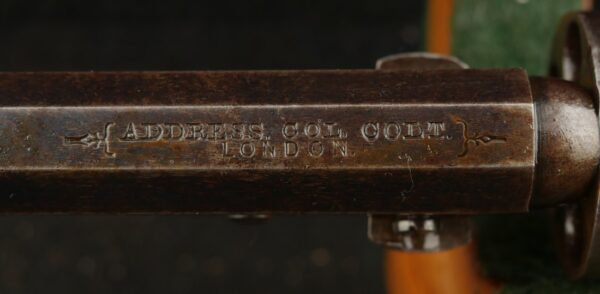 ADDRESS. COL. COLT.
LONDON.